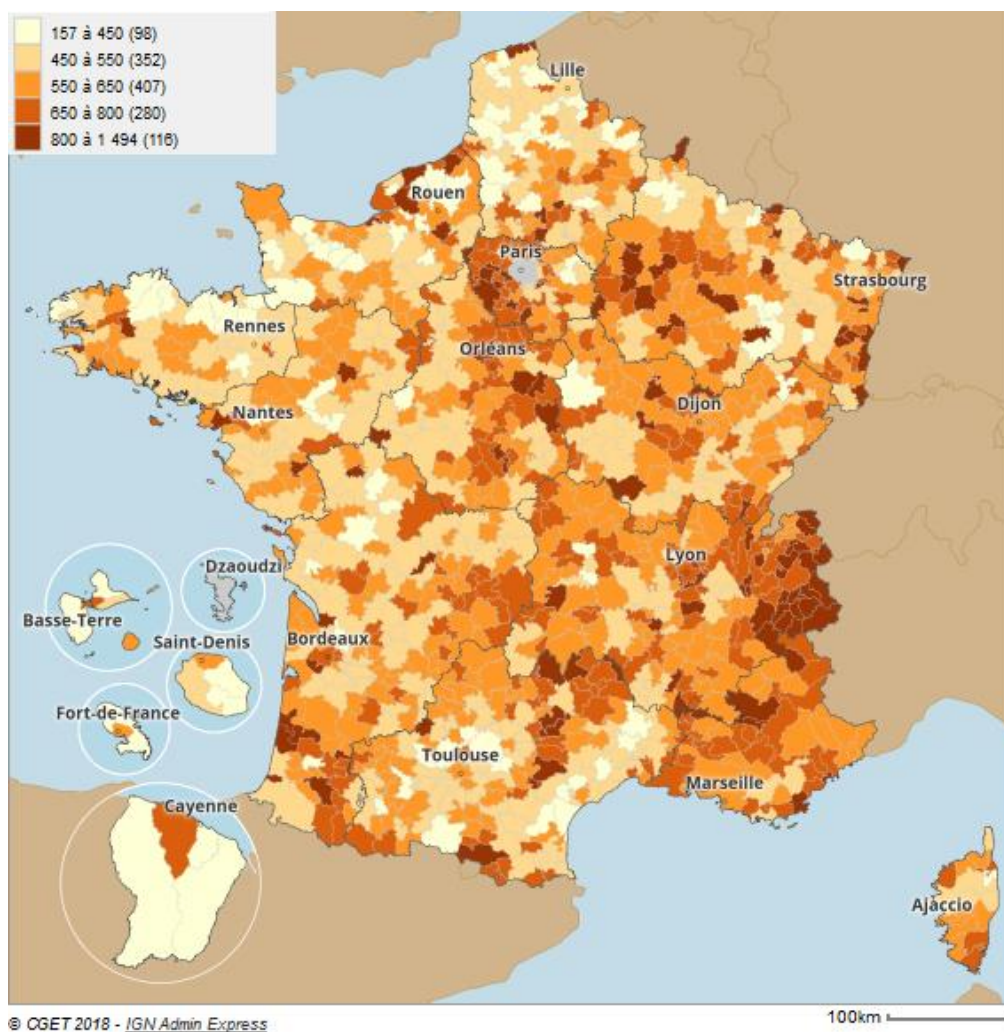 157 à 450 (98)
450 à 550 (352)
550 à 650 (407)
650 à 800 (280)
800 à 1 494 (116)
Lille
Rouen
Paris
Strasbourg
Rennes
Orléans
Nantes
Dijon
Lyon
Dzaoudzi
Basse-Terre
Saint-Denis
Bordeaux
Fort-de-France
Toulouse
Marseille
Cayenne
Ajaccio
© CGET 2018 - IGN Admin Express
100km